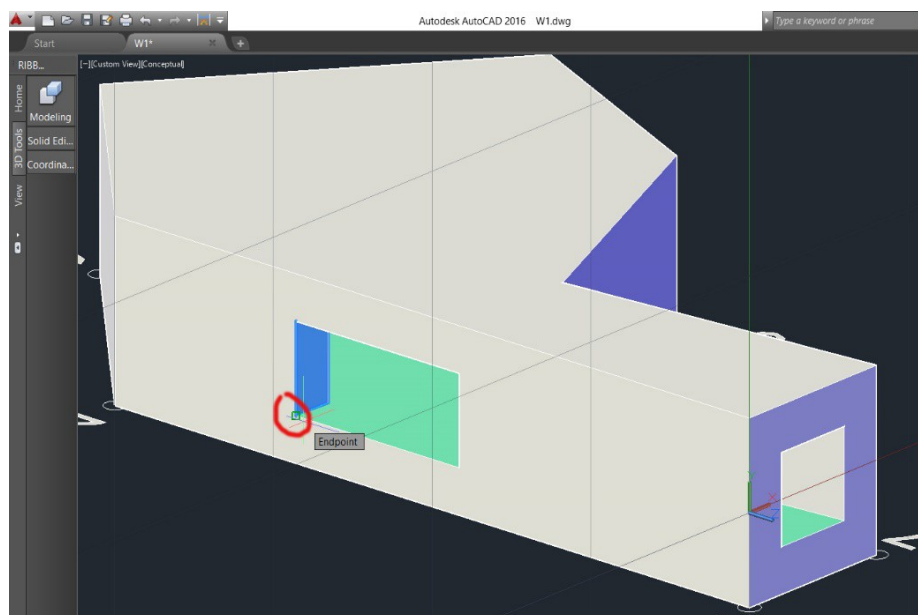 Autodesk AutoCAD 2016 W1.dwg
Type a keyword or phrase
Start
W1*
RIBB...
[−][Custom View][Conceptual]
Home
Modeling
Solid Edi...
3D Tools
Coordina...
View
Endpoint
Y
X
Z